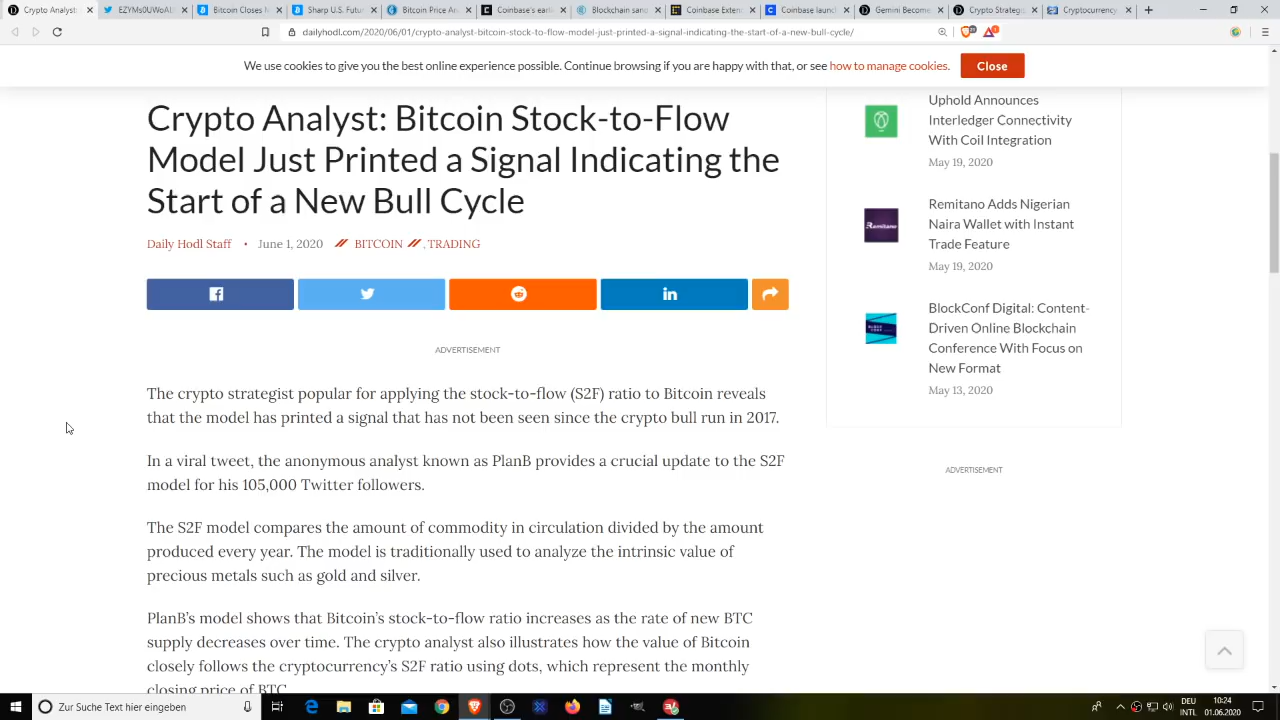 Crypto Analyst:
EZYMs0WAU
Bitcoin Closes N
Sharp U.S. Future
Bitcoin Price An
Coinbase's earl
Blockchain sand
Coinbase Exten
Coinbase launch
Gemini Become
Crypto Strategis
Cryptocurrency
dailyhodl.com/2020/06/01/crypto-analyst-bitcoin-stock-to-flow-model-just-printed-a-signal-indicating-the-start-of-a-new-bull-cycle/
We use cookies to give you the best online experience possible. Continue browsing if you are happy with that, or see how to manage cookies.
Close
Crypto Analyst: Bitcoin Stock-to-Flow
Model Just Printed a Signal Indicating the
Start of a New Bull Cycle
Daily Hodl Staff • June 1, 2020 BITCOIN , TRADING
ADVERTISEMENT
The crypto strategist popular for applying the stock-to-flow (S2F) ratio to Bitcoin reveals
that the model has printed a signal that has not been seen since the crypto bull run in 2017.
In a viral tweet, the anonymous analyst known as PlanB provides a crucial update to the S2F
model for his 105,000 Twitter followers.
The S2F model compares the amount of commodity in circulation divided by the amount
produced every year. The model is traditionally used to analyze the intrinsic value of
precious metals such as gold and silver.
PlanB's model shows that Bitcoin's stock-to-flow ratio increases as the rate of new BTC
supply decreases over time. The crypto analyst also illustrates how the value of Bitcoin
closely follows the cryptocurrency's S2F ratio using dots, which represent the monthly
closing price of BTC
Uphold Announces
Interledger Connectivity
With Coil Integration
May 19, 2020
Remitano
Remitano Adds Nigerian
Naira Wallet with Instant
Trade Feature
May 19, 2020
BlockConf Digital: Content-
Driven Online Blockchain
Conference With Focus on
New Format
May 13, 2020
ADVERTISEMENT
Zur Suche Text hier eingeben
DEU
INTL
10:24
01.06.2020